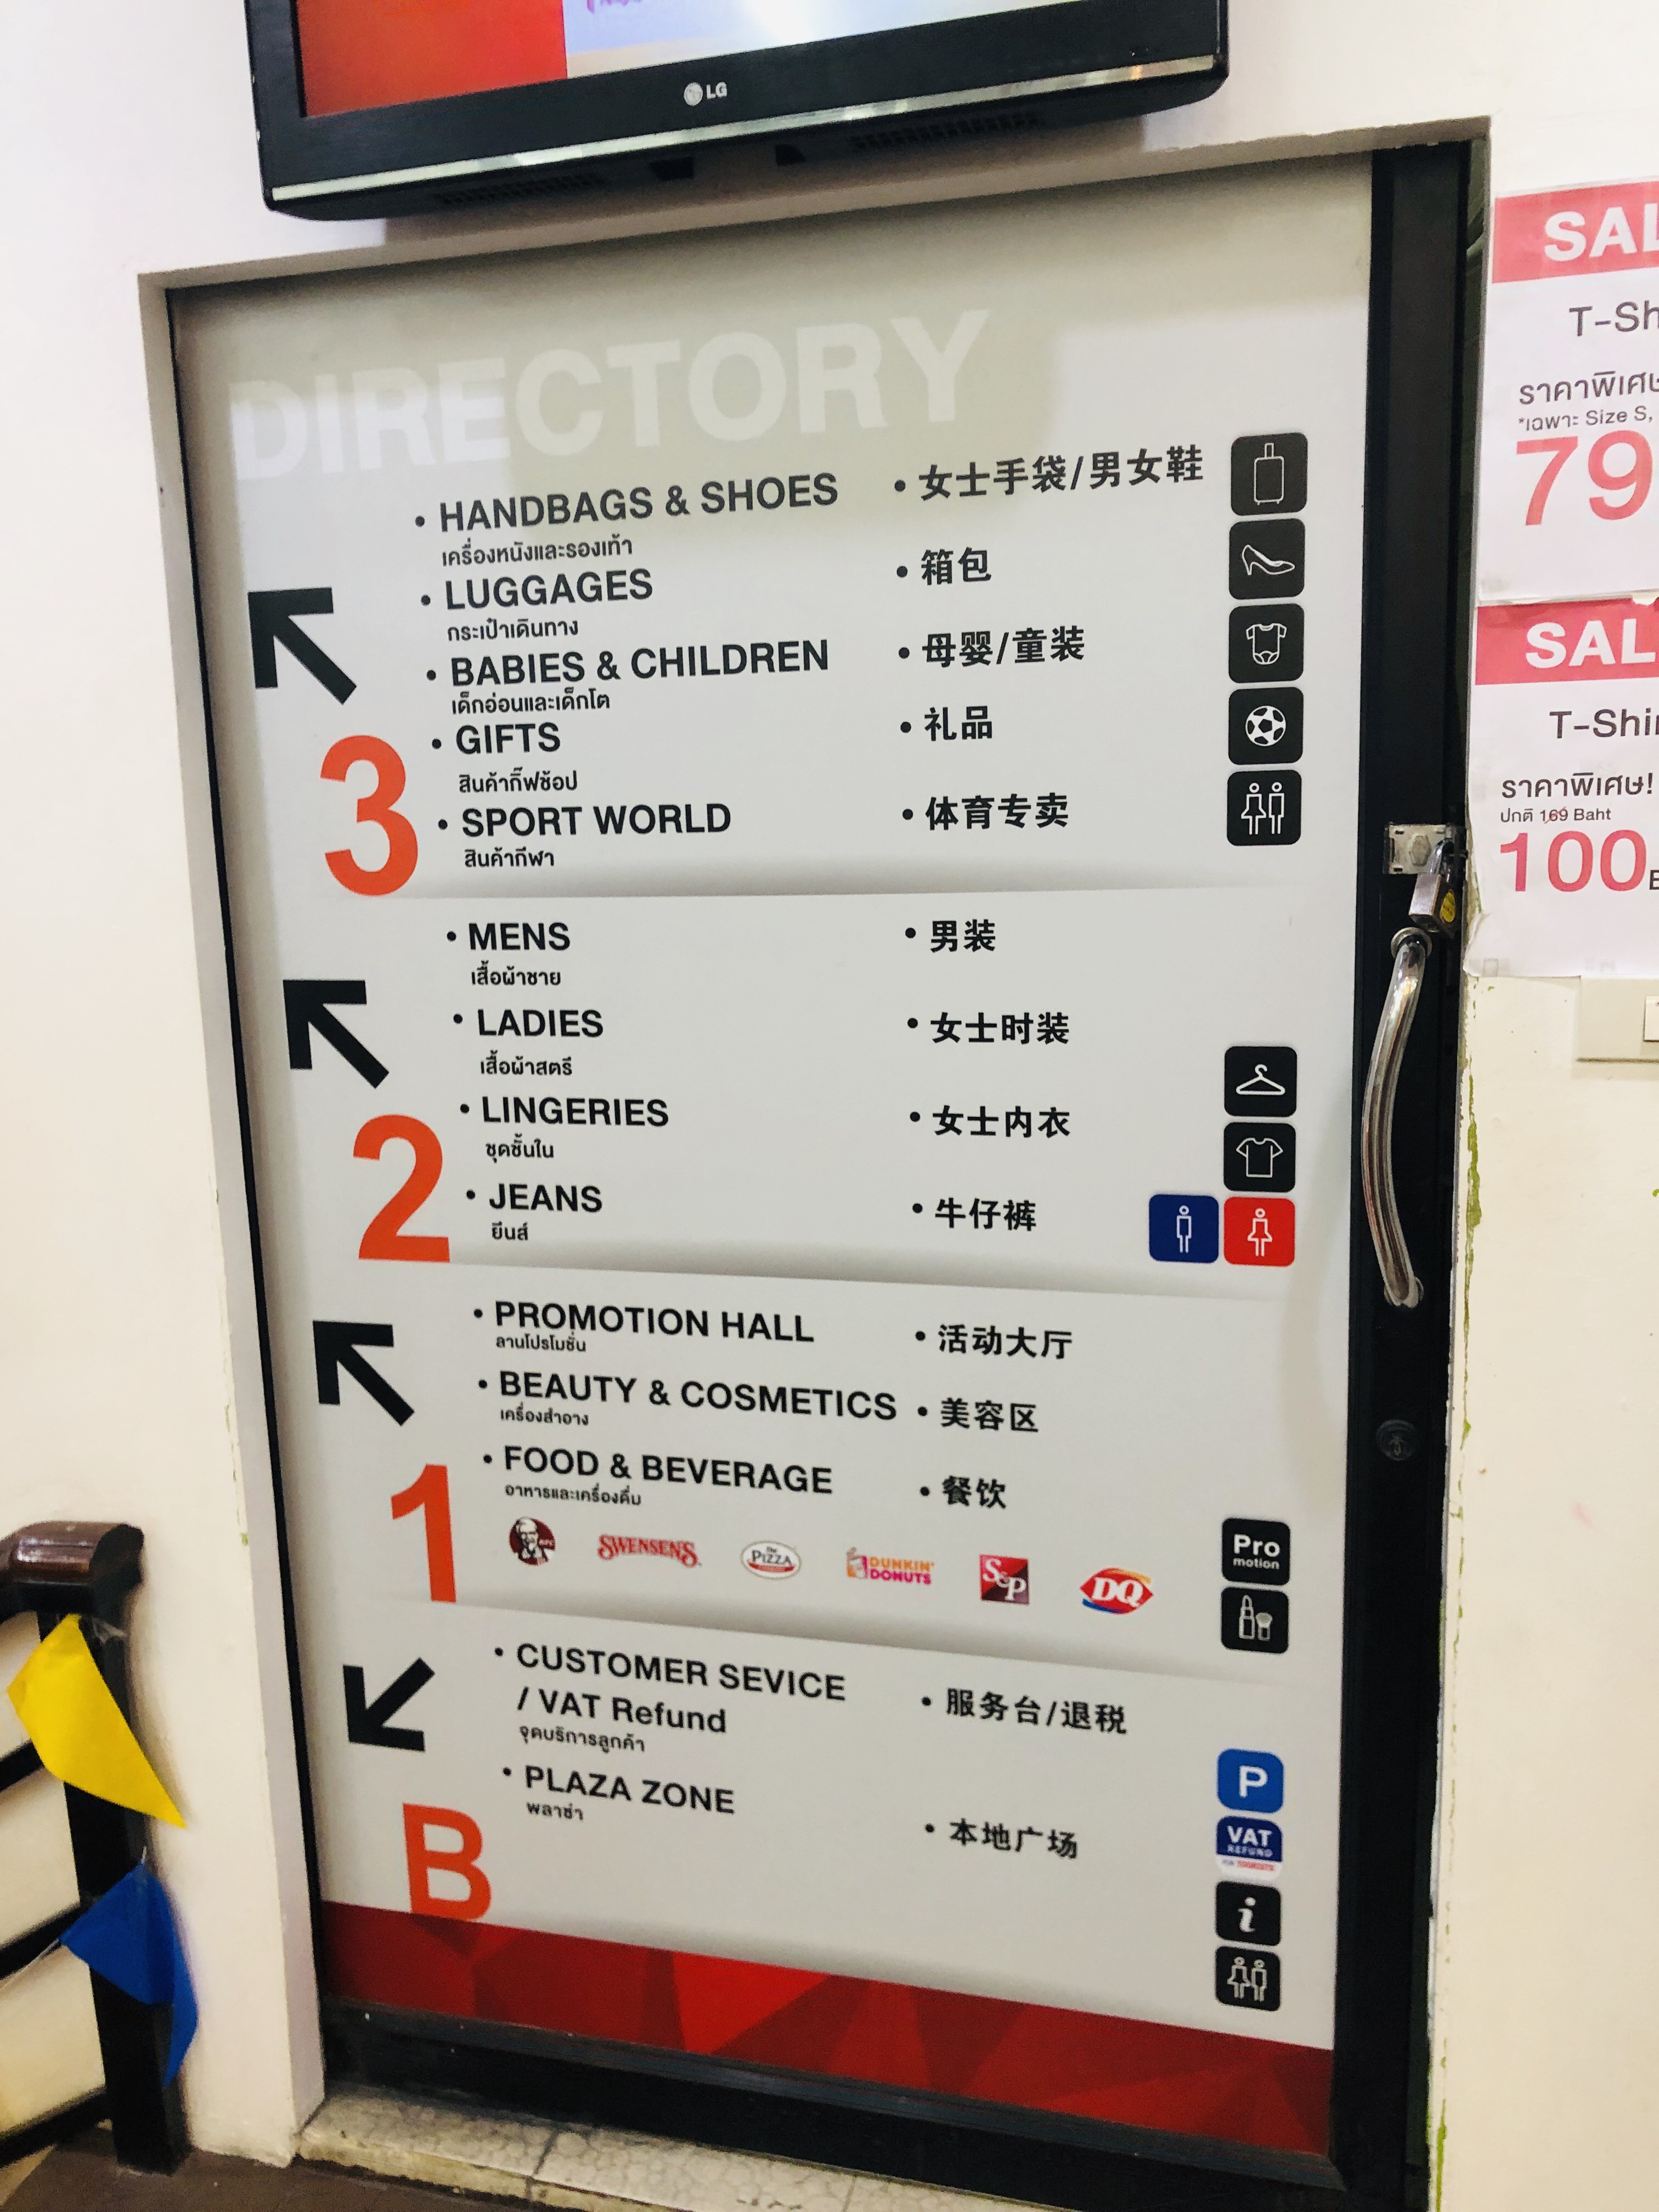 LG
DIRECTORY
• HANDBAGS & SHOES
เครื่องหนังและรองเท้า
• 女士手袋/男女鞋
• LUGGAGES
กระเป๋าเดินทาง
• 箱包
• BABIES & CHILDREN
เด็กอ่อนและเด็กโต
• 母婴/童装
• GIFTS
สินค้ากิ๊ฟช้อป
• 礼品
• SPORT WORLD
สินค้ากีฬา
• 体育专卖
3
• MENS
เสื้อผ้าชาย
• 男装
• LADIES
เสื้อผ้าสตรี
• 女士时装
• LINGERIES
ชุดชั้นใน
• 女士内衣
• JEANS
ยีนส์
• 牛仔裤
2
• PROMOTION HALL
ลานโปรโมชั่น
• 活动大厅
• BEAUTY & COSMETICS
เครื่องสำอาง
• 美容区
• FOOD & BEVERAGE
อาหารและเครื่องดื่ม
• 餐饮
1
SWENSEN'S
The PIZZA
DUNKIN' DONUTS
S&P
DQ
Pro
motion
• CUSTOMER SEVICE
/ VAT Refund
จุดบริการลูกค้า
• 服务台/退税
• PLAZA ZONE
พลาซ่า
• 本地广场
B
P
VAT
REFUND
i
SAL
T-Sh
ราคาพิเศษ
*เฉพาะ Size S,
79
SAL
T-Shi
ราคาพิเศษ!
ปกติ 169 Baht
100